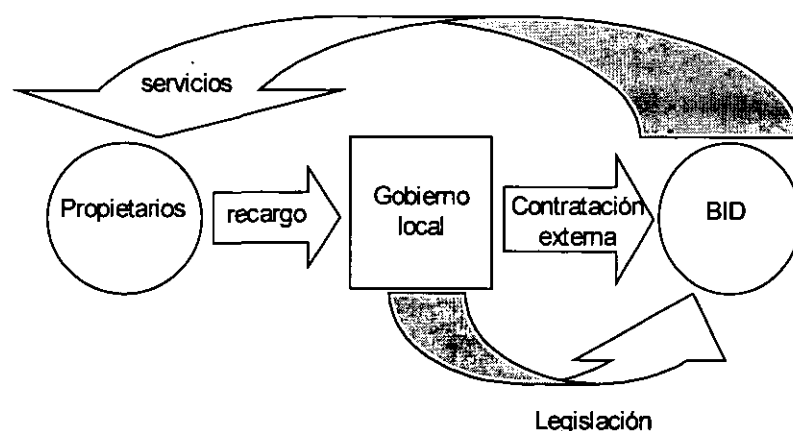 servicios
Propietarios
recargo
Gobierno
local
Contratación
externa
BID
Legislación